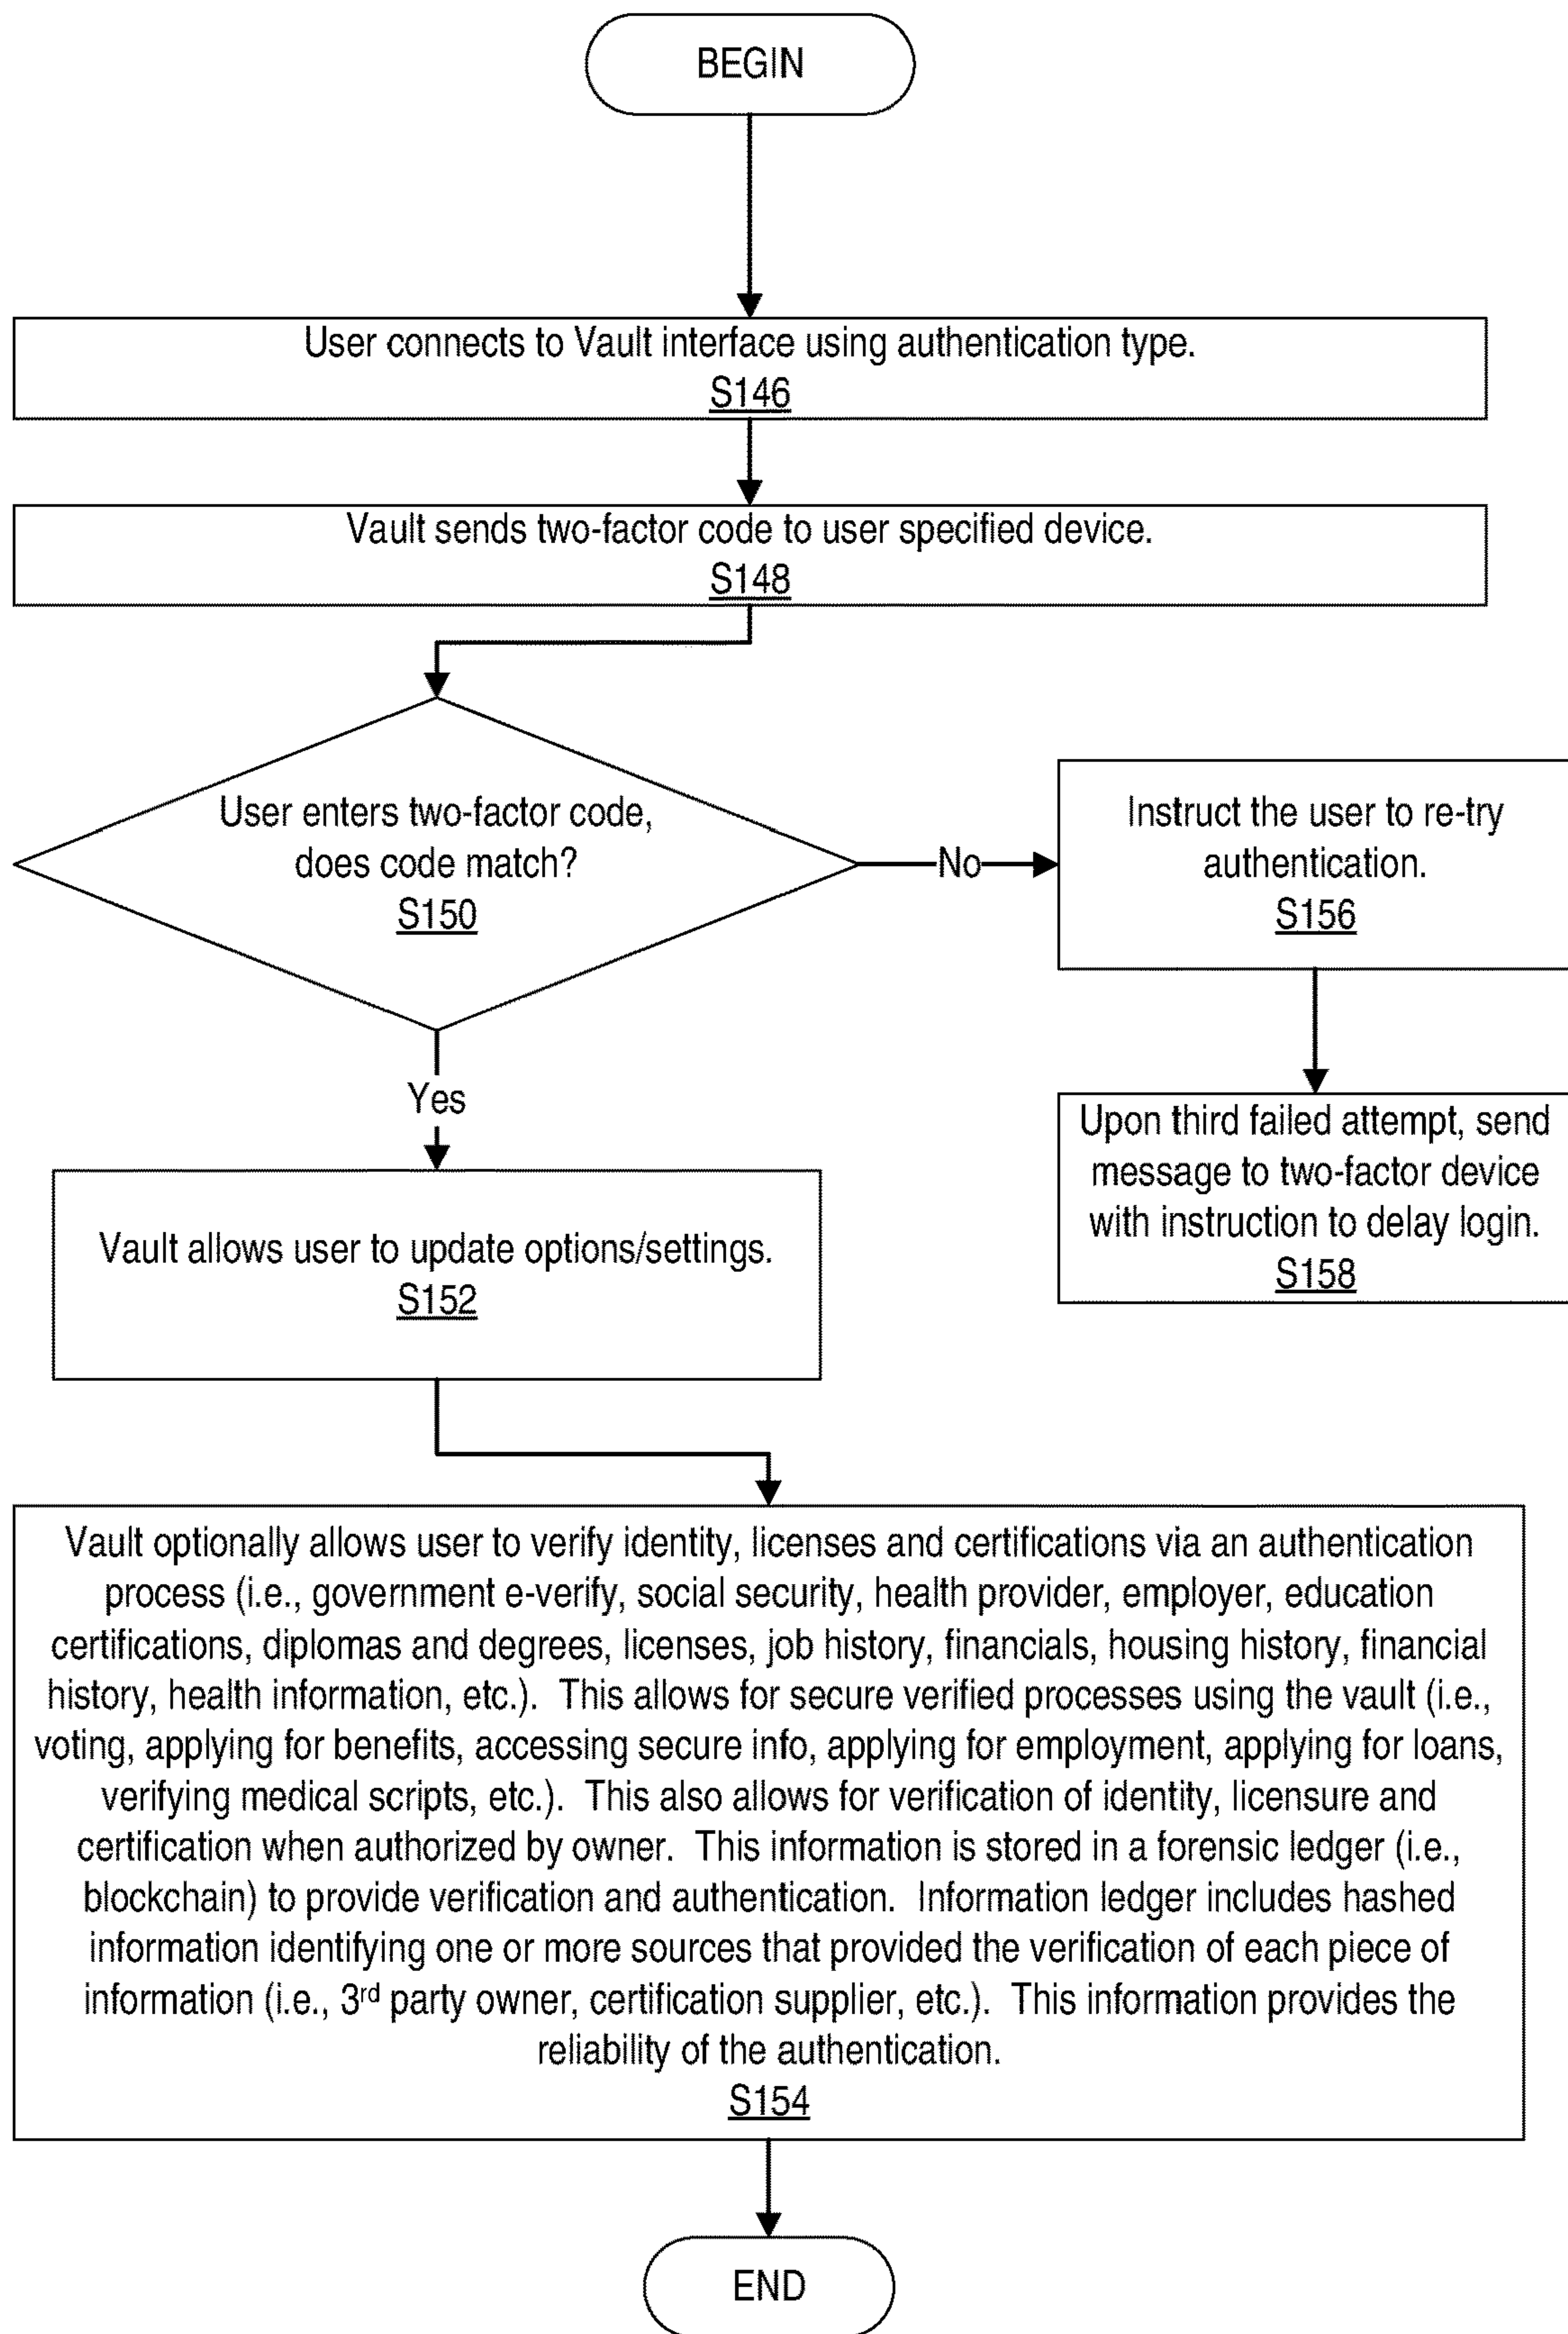 BEGIN
User connects to Vault interface using authentication type.
S146
Vault sends two-factor code to user specified device.
S148
User enters two-factor code,
does code match?
S150
No
Instruct the user to re-try
authentication.
S156
Yes
Upon third failed attempt, send
message to two-factor device
with instruction to delay login.
S158
Vault allows user to update options/settings.
S152
Vault optionally allows user to verify identity, licenses and certifications via an authentication
process (i.e., government e-verify, social security, health provider, employer, education
certifications, diplomas and degrees, licenses, job history, financials, housing history, financial
history, health information, etc.).  This allows for secure verified processes using the vault (i.e.,
voting, applying for benefits, accessing secure info, applying for employment, applying for loans,
verifying medical scripts, etc.).  This also allows for verification of identity, licensure and
certification when authorized by owner.  This information is stored in a forensic ledger (i.e.,
blockchain) to provide verification and authentication.  Information ledger includes hashed
information identifying one or more sources that provided the verification of each piece of
information (i.e., 3rd party owner, certification supplier, etc.).  This information provides the
reliability of the authentication.
S154
END